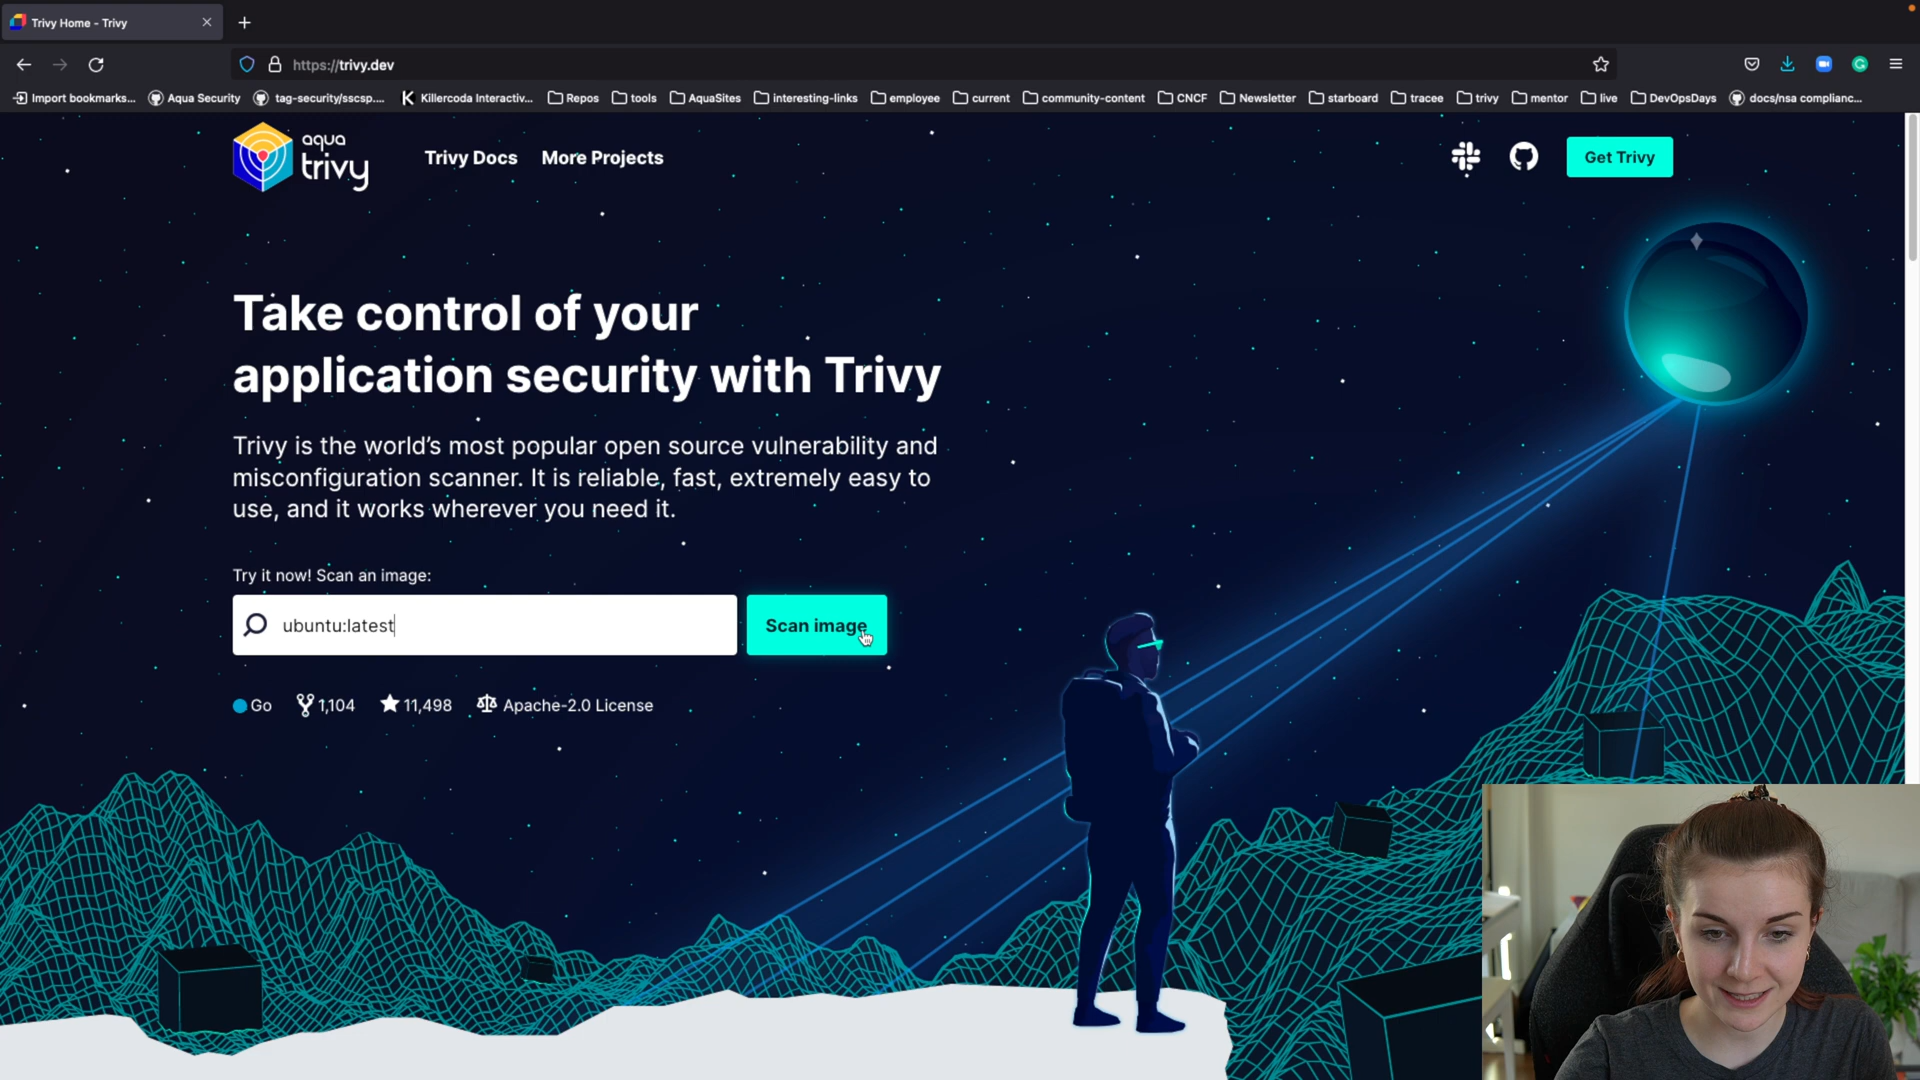 Trivy Home - Trivy
https://trivy.dev
Import bookmarks...
Aqua Security
tag-security/sscsp....
Killercoda Interactiv...
Repos
tools
AquaSites
interesting-links
employee
current
community-content
CNCF
Newsletter
starboard
tracee
trivy
mentor
live
DevOpsDays
docs/nsa complianc...
aqua
trivy
Trivy Docs
More Projects
Get Trivy
Take control of your
application security with Trivy
Trivy is the world’s most popular open source vulnerability and
misconfiguration scanner. It is reliable, fast, extremely easy to
use, and it works wherever you need it.
Try it now! Scan an image:
ubuntu:latest
Scan image
Go
1,104
11,498
Apache-2.0 License